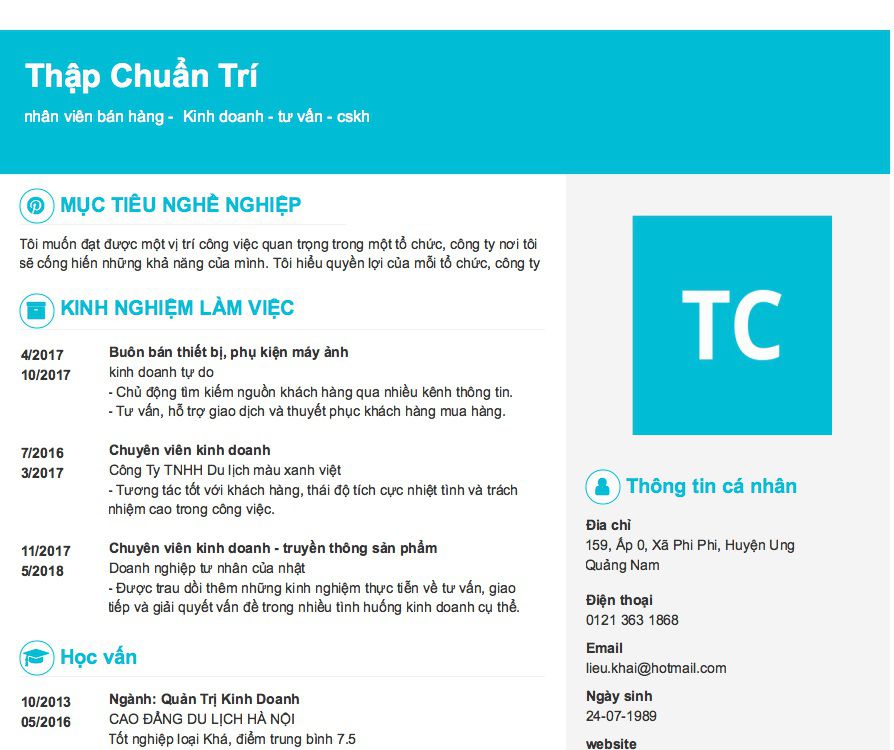 Thập Chuẩn Trí
nhân viên bán hàng - Kinh doanh - tư vấn - cskh
MỤC TIÊU NGHỀ NGHIỆP
Tôi muốn đạt được một vị trí công việc quan trọng trong một tổ chức, công ty nơi tôi
sẽ cống hiến những khả năng của mình. Tôi hiểu quyền lợi của mỗi tổ chức, công ty
KINH NGHIỆM LÀM VIỆC
4/2017
10/2017
Buôn bán thiết bị, phụ kiện máy ảnh
kinh doanh tự do
- Chủ động tìm kiếm nguồn khách hàng qua nhiều kênh thông tin.
- Tư vấn, hỗ trợ giao dịch và thuyết phục khách hàng mua hàng.
7/2016
3/2017
Chuyên viên kinh doanh
Công Ty TNHH Du lịch màu xanh việt
- Tương tác tốt với khách hàng, thái độ tích cực nhiệt tình và trách
nhiệm cao trong công việc.
11/2017
5/2018
Chuyên viên kinh doanh - truyền thông sản phẩm
Doanh nghiệp tư nhân của nhật
- Được trau dồi thêm những kinh nghiệm thực tiễn về tư vấn, giao
tiếp và giải quyết vấn đề trong nhiều tình huống kinh doanh cụ thể.
Học vấn
10/2013
05/2016
Ngành: Quản Trị Kinh Doanh
CAO ĐẲNG DU LỊCH HÀ NỘI
Tốt nghiệp loại Khá, điểm trung bình 7.5
TC
Thông tin cá nhân
Đia chỉ
159, Ấp 0, Xã Phi Phi, Huyện Ung
Quảng Nam
Điện thoại
0121 363 1868
Email
lieu.khai@hotmail.com
Ngày sinh
24-07-1989
website